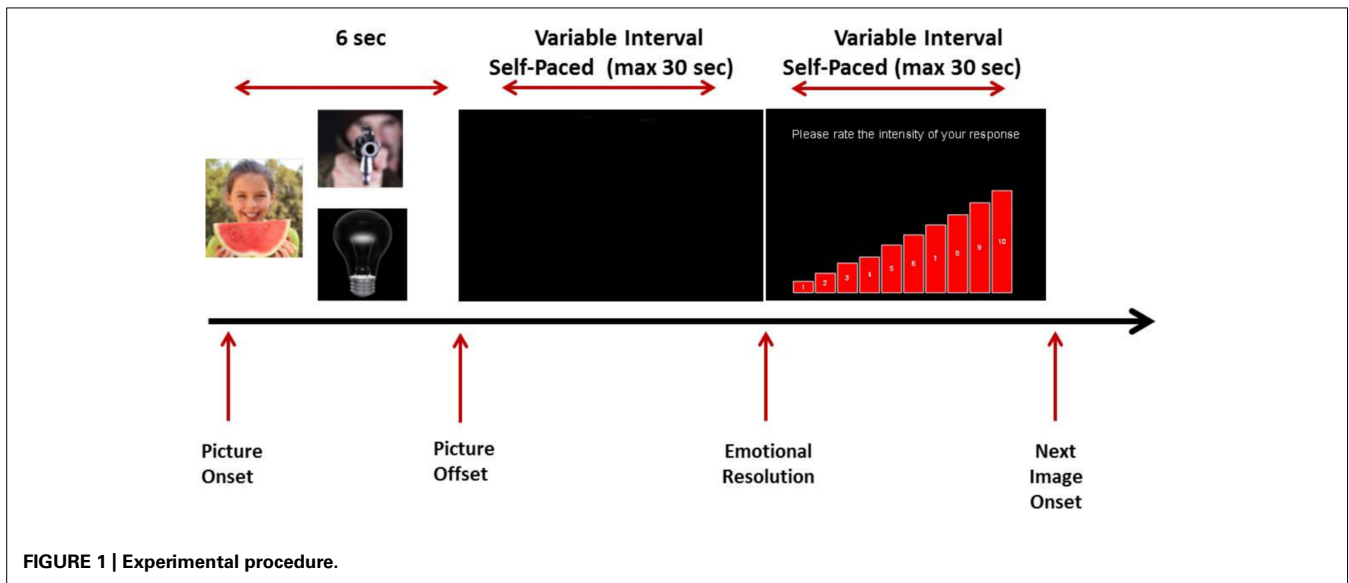 6 sec
Variable Interval
Self-Paced (max 30 sec)
Variable Interval
Self-Paced (max 30 sec)
Please rate the intensity of your response
1 2 3 4 5 6 7 8 9 10
Picture
Onset
Picture
Offset
Emotional
Resolution
Next
Image
Onset
FIGURE 1 | Experimental procedure.